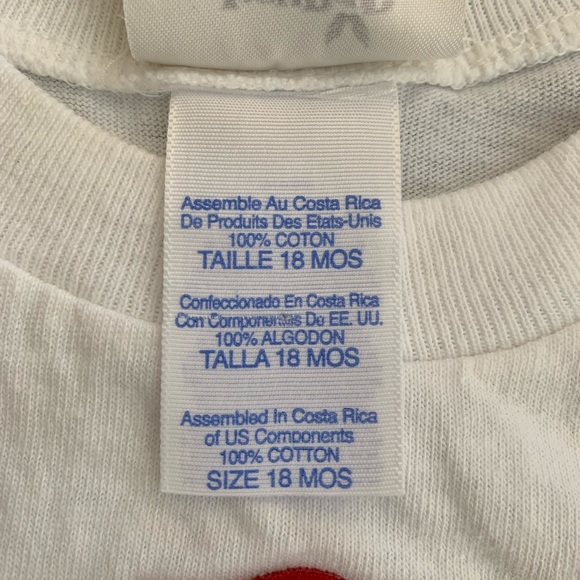 Assemble Au Costa Rica
De Produits Des Etats-Unis
100% COTON
TAILLE 18 MOS
Confeccionado En Costa Rica
Con Componentes De EE. UU.
100% ALGODON
TALLA 18 MOS
Assembled In Costa Rica
of US Components
100% COTTON
SIZE 18 MOS